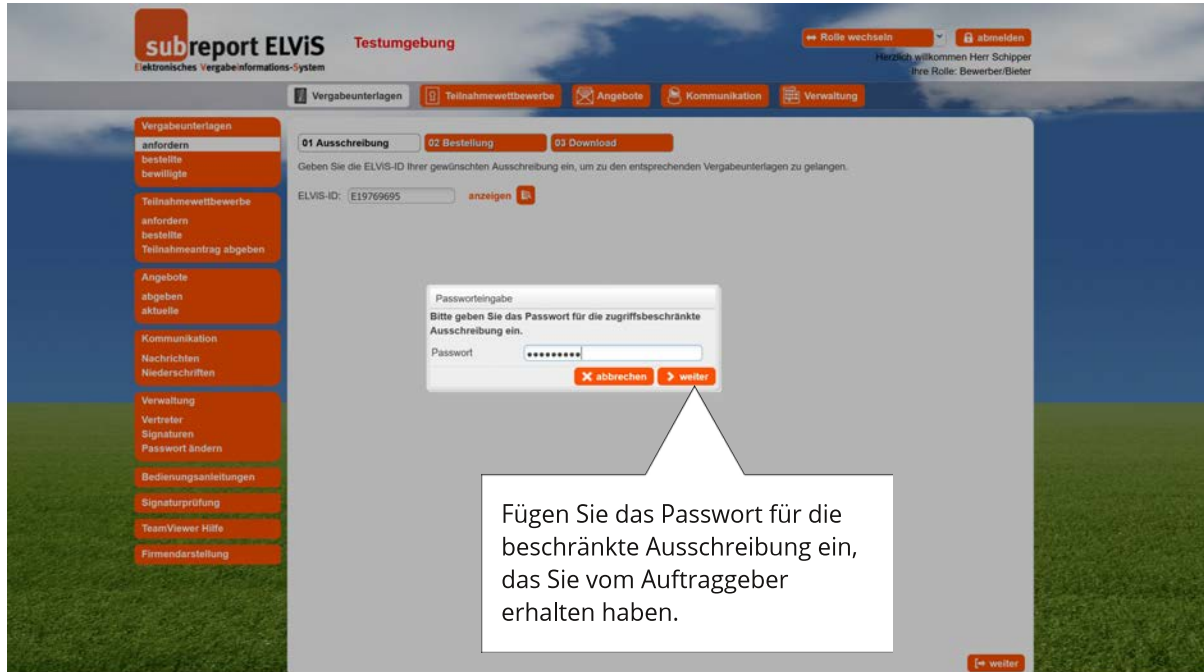 subreport ELViS
Elektronisches VergabeInformations-System
Testumgebung
Rolle wechseln
abmelden
Herzlich willkommen Herr Schipper
Ihre Rolle: Bewerber/Bieter
Vergabeunterlagen
Teilnahmewettbewerbe
Angebote
Kommunikation
Verwaltung
Vergabeunterlagen
anfordern
bestellte
bewilligte
Teilnahmewettbewerbe
anfordern
bestellte
Teilnahmeantrag abgeben
Angebote
abgeben
aktuelle
Kommunikation
Nachrichten
Niederschriften
Verwaltung
Vertreter
Signaturen
Passwort ändern
Bedienungsanleitungen
Signaturprüfung
TeamViewer Hilfe
Firmendarstellung
01 Ausschreibung
02 Bestellung
03 Download
Geben Sie die ELViS-ID Ihrer gewünschten Ausschreibung ein, um zu den entsprechenden Vergabeunterlagen zu gelangen.
ELViS-ID: E19769695 anzeigen
Passworteingabe
Bitte geben Sie das Passwort für die zugriffsbeschränkte
Ausschreibung ein.
Passwort •••••••••
abbrechen
weiter
Fügen Sie das Passwort für die
beschränkte Ausschreibung ein,
das Sie vom Auftraggeber
erhalten haben.
weiter